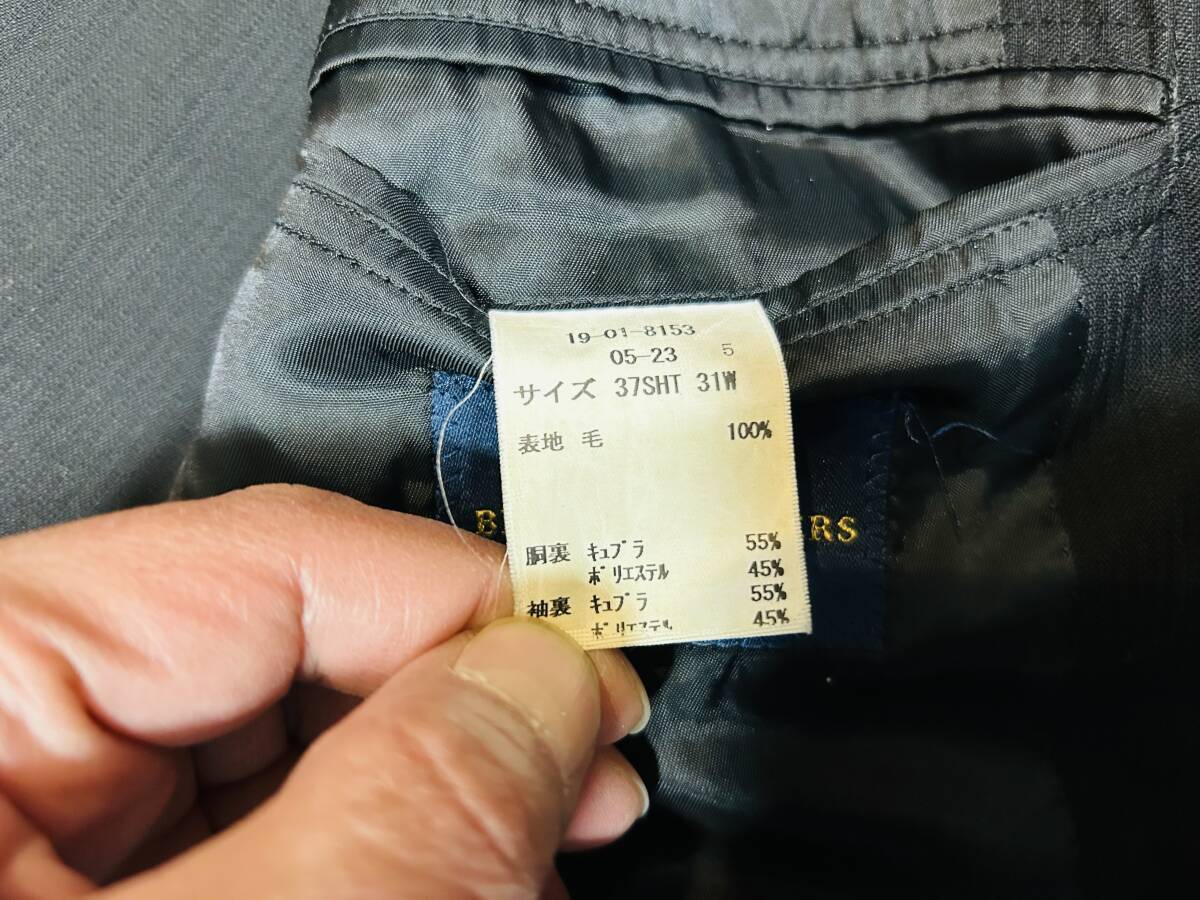 19-01-8153
05-23 5
サイズ 37SHT 31W
表地 毛 100%
胴裏 キュプラ 55%
ポリエステル 45%
袖裏 キュプラ 55%
ポリエステル 45%